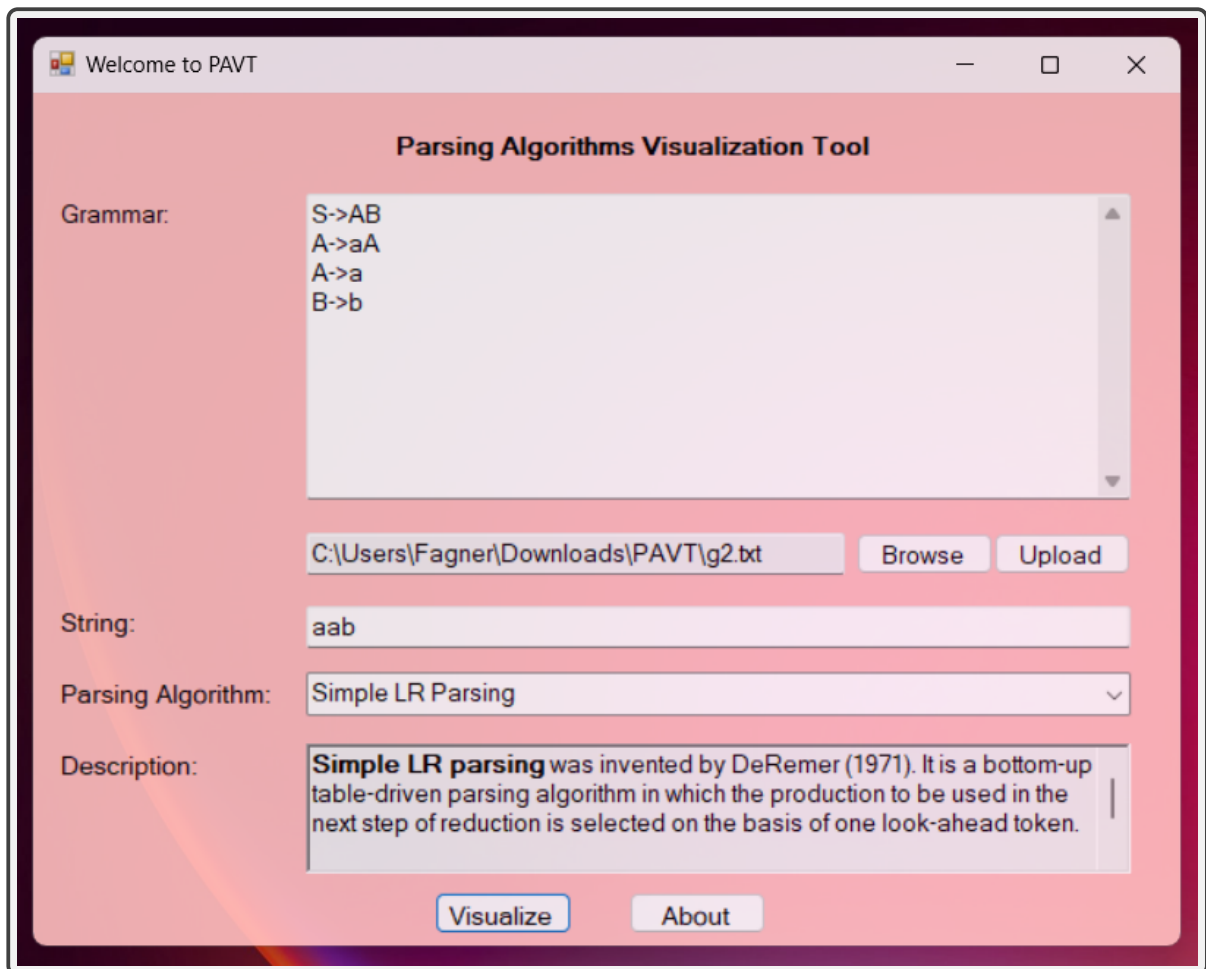 Welcome to PAVT
Parsing Algorithms Visualization Tool
Grammar:
S->AB
A->aA
A->a
B->b
C:\Users\Fagner\Downloads\PAVT\g2.txt
Browse
Upload
String:
aab
Parsing Algorithm:
Simple LR Parsing
Description:
Simple LR parsing was invented by DeRemer (1971). It is a bottom-up
table-driven parsing algorithm in which the production to be used in the
next step of reduction is selected on the basis of one look-ahead token.
Visualize
About